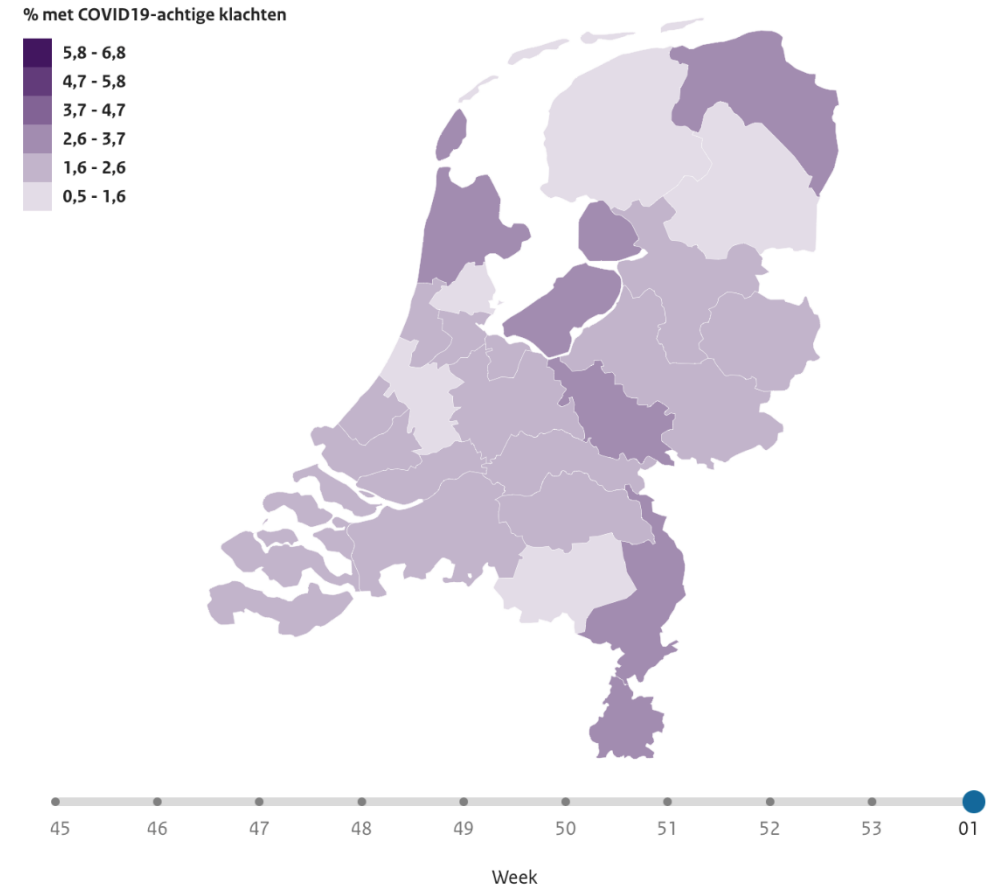 % met COVID19-achtige klachten
5,8 - 6,8
4,7 - 5,8
3,7 - 4,7
2,6 - 3,7
1,6 - 2,6
0,5 - 1,6
45 46 47 48 49 50 51 52 53 01
Week